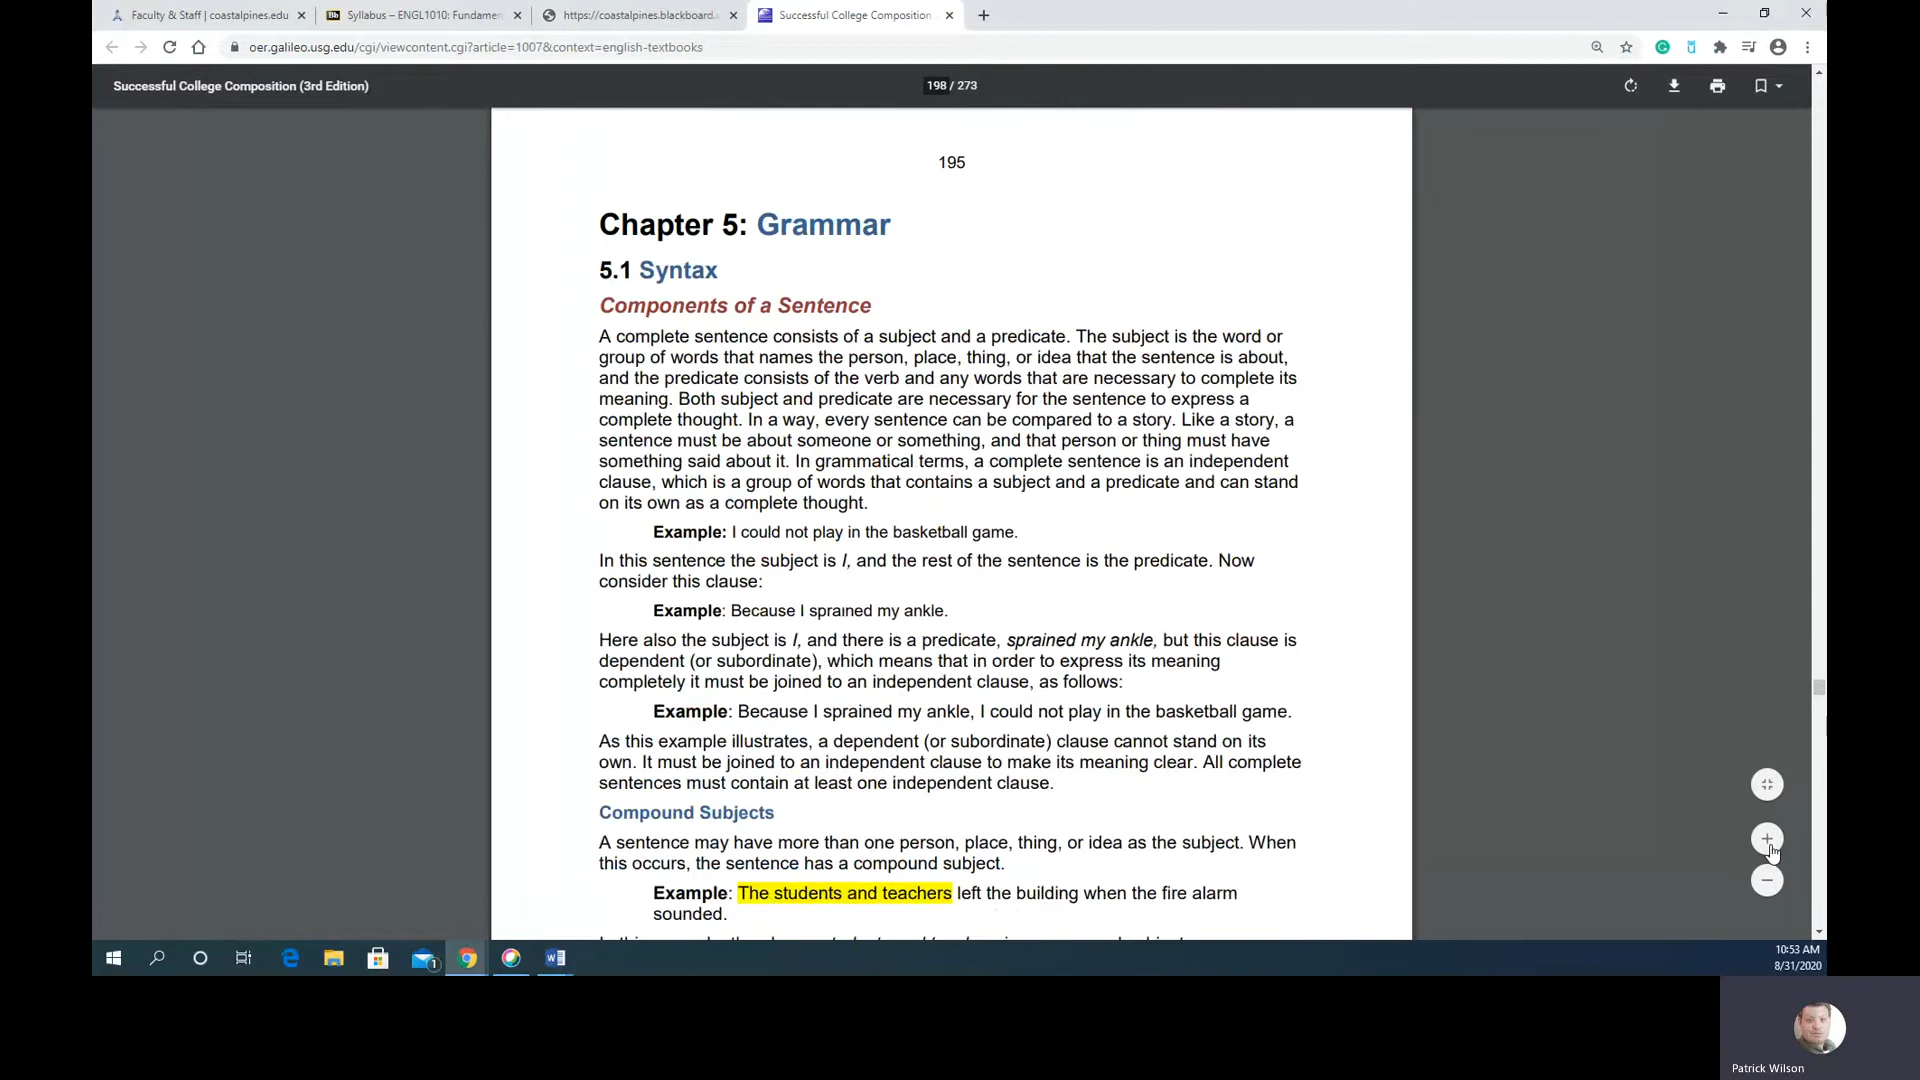 Faculty & Staff | coastalpines.edu
Syllabus – ENGL1010: Fundamen
https://coastalpines.blackboard.c
Successful College Composition
oer.galileo.usg.edu/cgi/viewcontent.cgi?article=1007&context=english-textbooks
Successful College Composition (3rd Edition)
198 / 273
195
Chapter 5: Grammar
5.1 Syntax
Components of a Sentence
A complete sentence consists of a subject and a predicate. The subject is the word or
group of words that names the person, place, thing, or idea that the sentence is about,
and the predicate consists of the verb and any words that are necessary to complete its
meaning. Both subject and predicate are necessary for the sentence to express a
complete thought. In a way, every sentence can be compared to a story. Like a story, a
sentence must be about someone or something, and that person or thing must have
something said about it. In grammatical terms, a complete sentence is an independent
clause, which is a group of words that contains a subject and a predicate and can stand
on its own as a complete thought.
Example: I could not play in the basketball game.
In this sentence the subject is I, and the rest of the sentence is the predicate. Now
consider this clause:
Example: Because I sprained my ankle.
Here also the subject is I, and there is a predicate, sprained my ankle, but this clause is
dependent (or subordinate), which means that in order to express its meaning
completely it must be joined to an independent clause, as follows:
Example: Because I sprained my ankle, I could not play in the basketball game.
As this example illustrates, a dependent (or subordinate) clause cannot stand on its
own. It must be joined to an independent clause to make its meaning clear. All complete
sentences must contain at least one independent clause.
Compound Subjects
A sentence may have more than one person, place, thing, or idea as the subject. When
this occurs, the sentence has a compound subject.
Example: The students and teachers left the building when the fire alarm
sounded.
10:53 AM
8/31/2020
Patrick Wilson